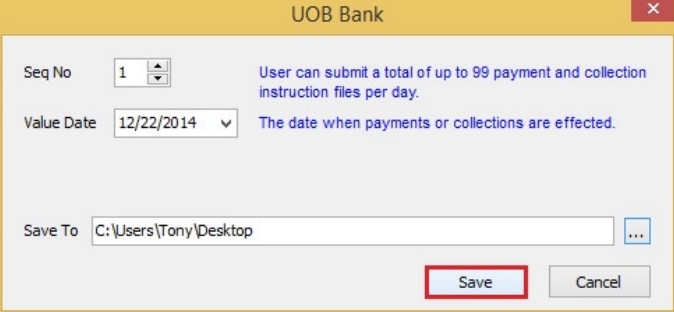 UOB Bank
Seq No 1 User can submit a total of up to 99 payment and collection
instruction files per day.
Value Date 12/22/2014 The date when payments or collections are effected.
Save To C:\Users\Tony\Desktop ...
Save Cancel